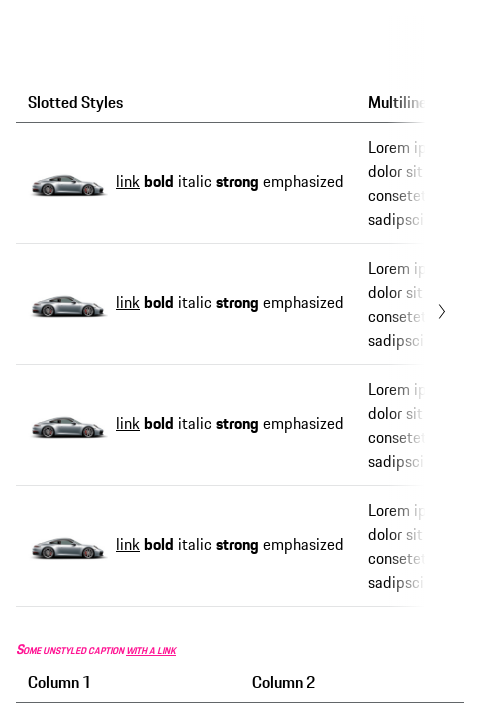 Slotted Styles Multiline
link bold italic strong emphasized
Lorem ip
dolor sit
consetet
sadipsci
link bold italic strong emphasized
Lorem ip
dolor sit
consetet
sadipsci
link bold italic strong emphasized
Lorem ip
dolor sit
consetet
sadipsci
link bold italic strong emphasized
Lorem ip
dolor sit
consetet
sadipsci
Some unstyled caption with a link
Column 1 Column 2